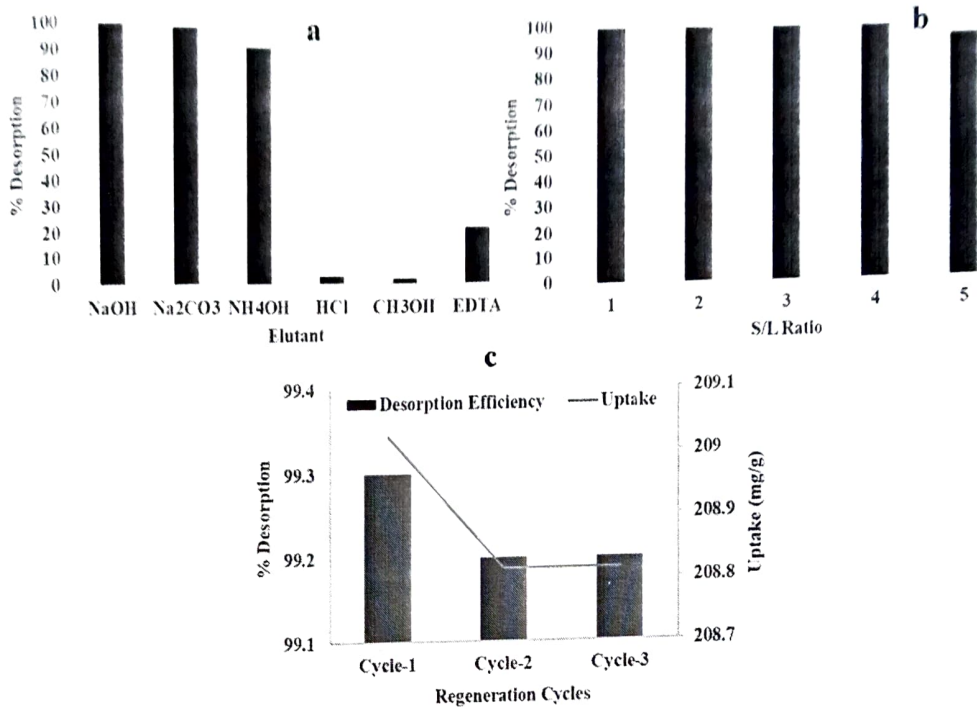 a
100
90
80
70
60
50
40
30
20
10
0
% Desorption
NaOH Na2CO3 NH4OH HCl CH3OH EDTA
Elutant
b
100
90
80
70
60
50
40
30
20
10
0
% Desorption
1 2 3 4 5
S/L Ratio
c
Desorption Efficiency Uptake
99.4
99.3
99.2
99.1
% Desorption
209.1
209
208.9
208.8
208.7
Uptake (mg/g)
Cycle-1 Cycle-2 Cycle-3
Regeneration Cycles